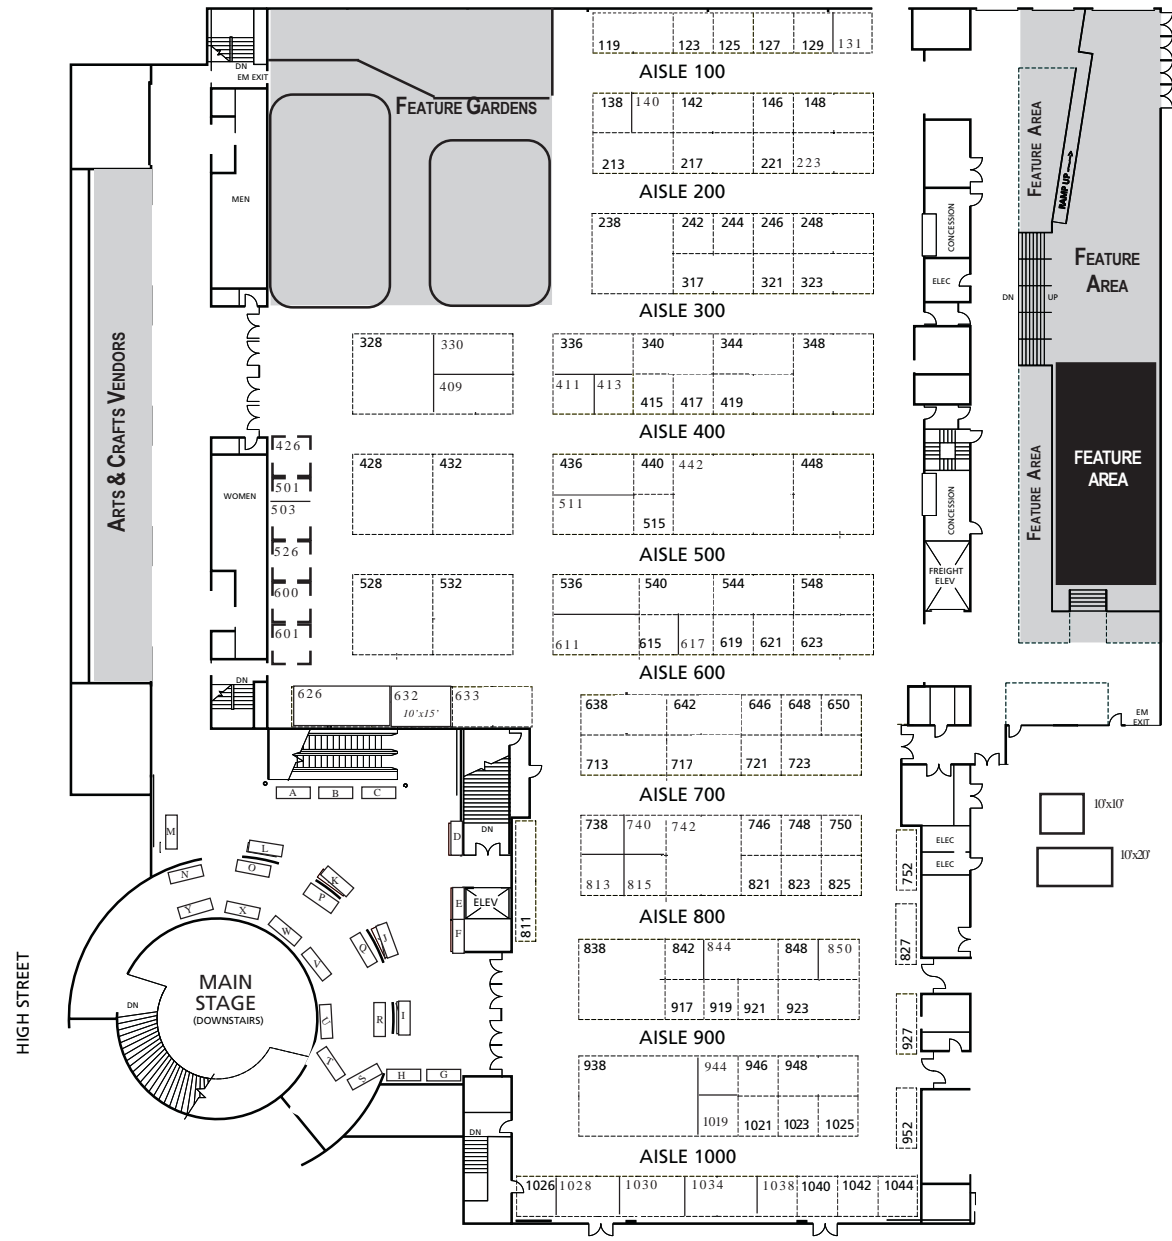 119 123 125 127 129 131
DN
EM EXIT
AISLE 100
FEATURE GARDENS
138 140 142 146 148
213 217 221 223
FEATURE AREA
RAMP UP
MEN
AISLE 200
CONCESSION
238 242 244 246 248
317 321 323
ELEC
DN UP
FEATURE
AREA
AISLE 300
328 330
409
336 340 344 348
411 413 415 417 419
ARTS & CRAFTS VENDORS
AISLE 400
426
501
503
526
600
601
WOMEN
428 432
436 440 442 448
511 515
CONCESSION
FEATURE AREA
FEATURE
AREA
AISLE 500
FREIGHT
ELEV
528 532
536 540 544 548
611 615 617 619 621 623
AISLE 600
DN
626 632 633
10'x15'
638 642 646 648 650
713 717 721 723
EM
EXIT
A B C
AISLE 700
10'x10'
10'x20'
M
D
DN
738 740 742 746 748 750
813 815 821 823 825
ELEC
ELEC
752
L
O
K
P
N
Y X W V
E
ELEV
F
811
AISLE 800
827
J
Q
838 842 844 848 850
917 919 921 923
HIGH STREET
MAIN
STAGE
(DOWNSTAIRS)
DN
U
R I
927
AISLE 900
T
S
H G
938 944 946 948
1019 1021 1023 1025
952
DN
AISLE 1000
1026 1028 1030 1034 1038 1040 1042 1044